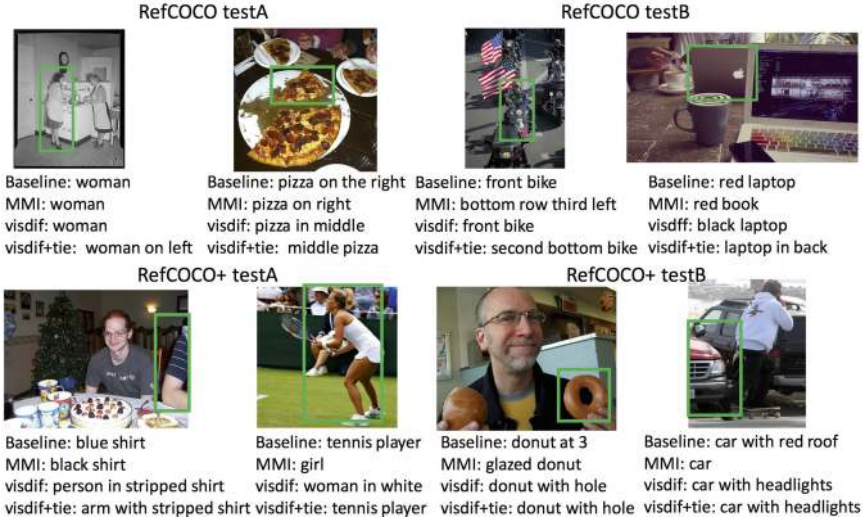 RefCOCO testA
RefCOCO testB
Baseline: woman
MMI: woman
visdif: woman
visdif+tie: woman on left
Baseline: pizza on the right
MMI: pizza on right
visdif: pizza in middle
visdif+tie: middle pizza
Baseline: front bike
MMI: bottom row third left
visdif: front bike
visdif+tie: second bottom bike
Baseline: red laptop
MMI: red book
visdff: black laptop
visdif+tie: laptop in back
RefCOCO+ testA
RefCOCO+ testB
Baseline: blue shirt
MMI: black shirt
visdif: person in stripped shirt
visdif+tie: arm with stripped shirt
Baseline: tennis player
MMI: girl
visdif: woman in white
visdif+tie: tennis player
Baseline: donut at 3
MMI: glazed donut
visdif: donut with hole
visdif+tie: donut with hole
Baseline: car with red roof
MMI: car
visdif: car with headlights
visdif+tie: car with headlights